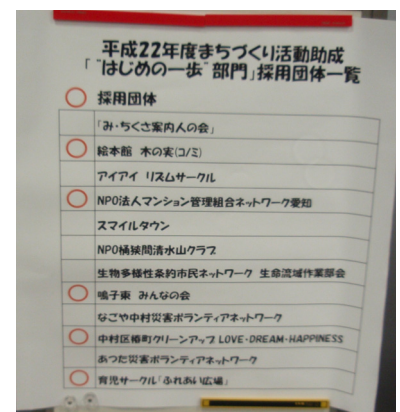 平成22年度まちづくり活動助成
「"はじめの一歩"部門」採用団体一覧
○ 採用団体
「み・ちくさ案内人の会」
○ 絵本館 木の実(コノミ)
アイアイ リズムサークル
○ NPO法人マンション管理組合ネットワーク愛知
スマイルタウン
NPO桶狭間清水山クラブ
生物多様性条約市民ネットワーク 生命流域作業部会
○ 鳴子東 みんなの会
なごや中村災害ボランティアネットワーク
○ 中村区椿町クリーンアップ LOVE・DREAM・HAPPINESS
あつた災害ボランティアネットワーク
○ 育児サークル「ふれあい広場」